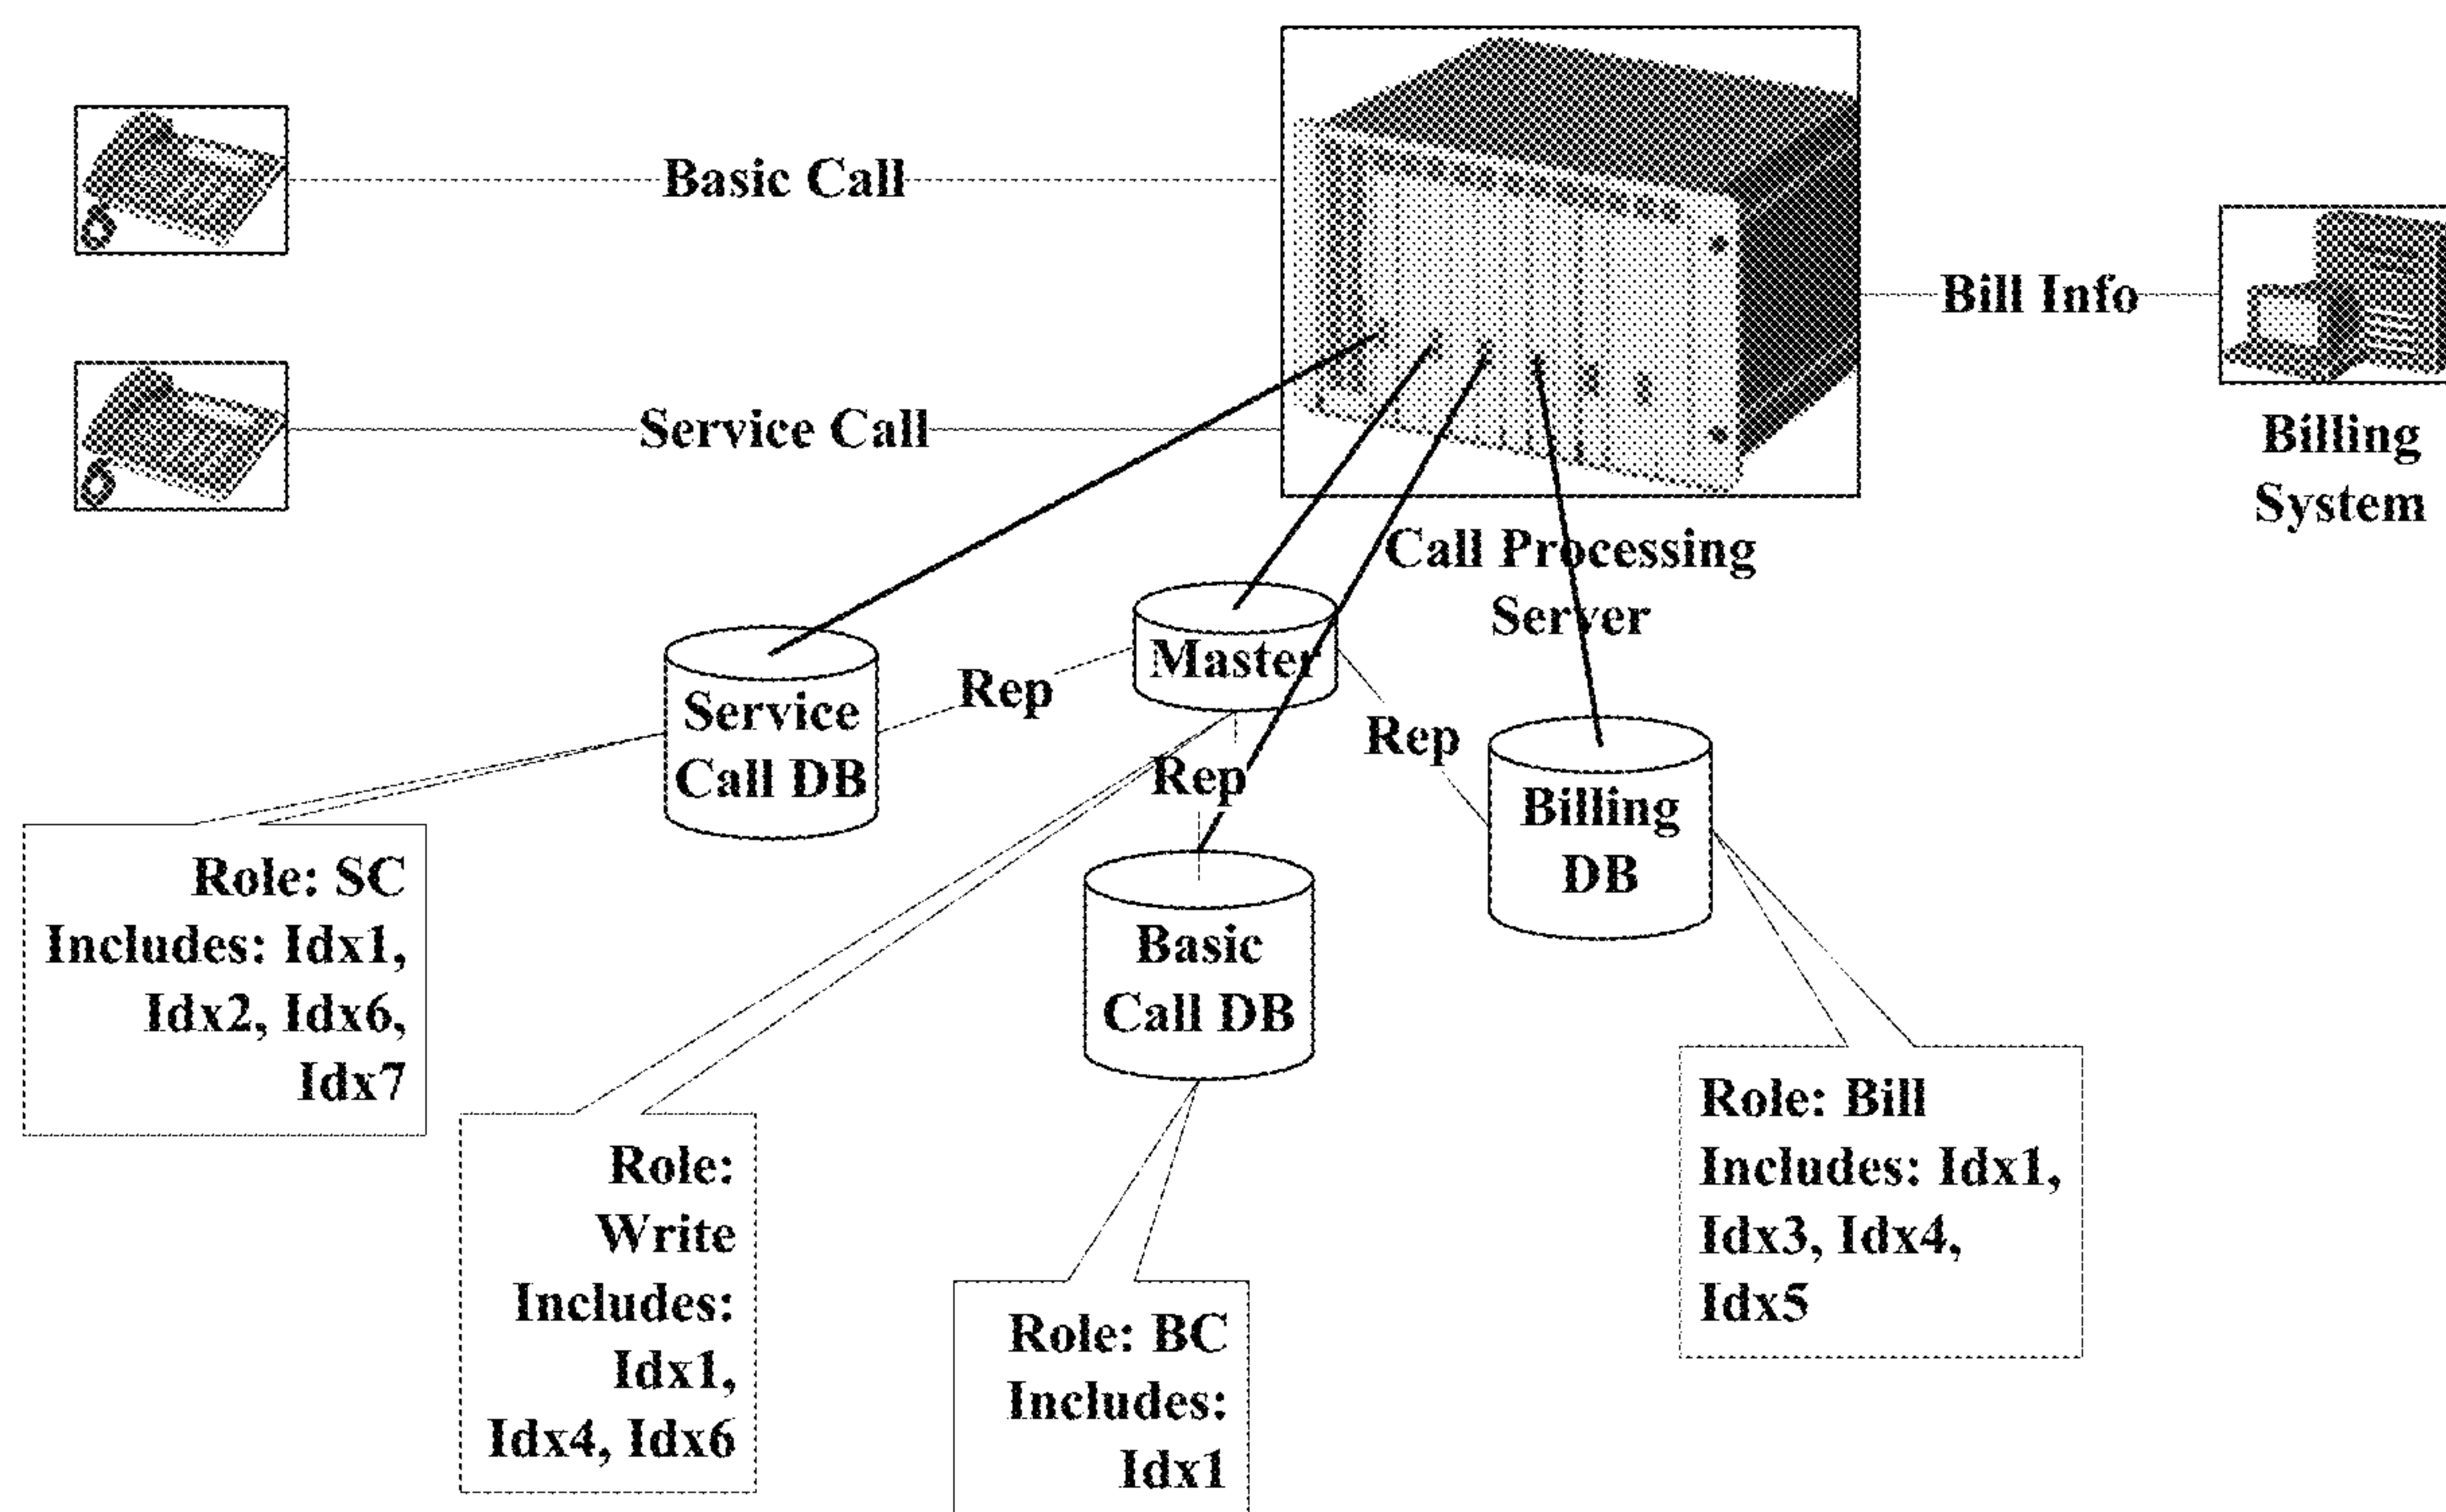 Basic Call
Bill Info
Service Call
Billing
System
Call Processing
Server
Master
Rep
Service
Call DB
Rep
Rep
Billing
DB
Role: SC
Includes: Idx1,
Idx2, Idx6,
Idx7
Basic
Call DB
Role:
Write
Includes:
Idx1,
Idx4, Idx6
Role: BC
Includes:
Idx1
Role: Bill
Includes: Idx1,
Idx3, Idx4,
Idx5